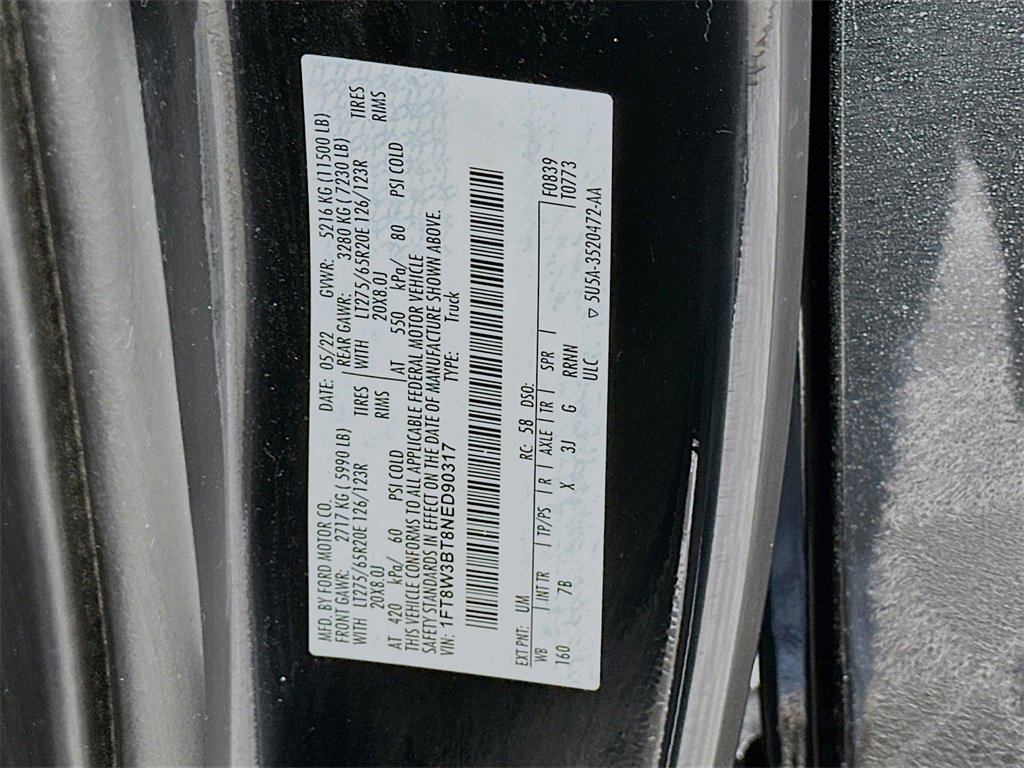 MFD. BY FORD MOTOR CO. DATE: 05/22 GVWR: 5216 KG (11500 LB)
FRONT GAWR: 2717 KG ( 5990 LB) REAR GAWR: 3280 KG ( 7230 LB)
WITH LT275/65R20E 126/123R TIRES WITH LT275/65R20E 126/123R TIRES
20X8.0J RIMS 20X8.0J RIMS
AT 420 kPa/ 60 PSI COLD AT 550 kPa/ 80 PSI COLD
THIS VEHICLE CONFORMS TO ALL APPLICABLE FEDERAL MOTOR VEHICLE
SAFETY STANDARDS IN EFFECT ON THE DATE OF MANUFACTURE SHOWN ABOVE.
VIN: 1FT8W3BT8NED90317 TYPE: Truck
EXT PNT: UM RC: 58 DSO: F0839
WB INT TR TP/PS R AXLE TR SPR T0773
160 7B X 3J G RRNN
ULC ▽ 5U5A-3520472-AA